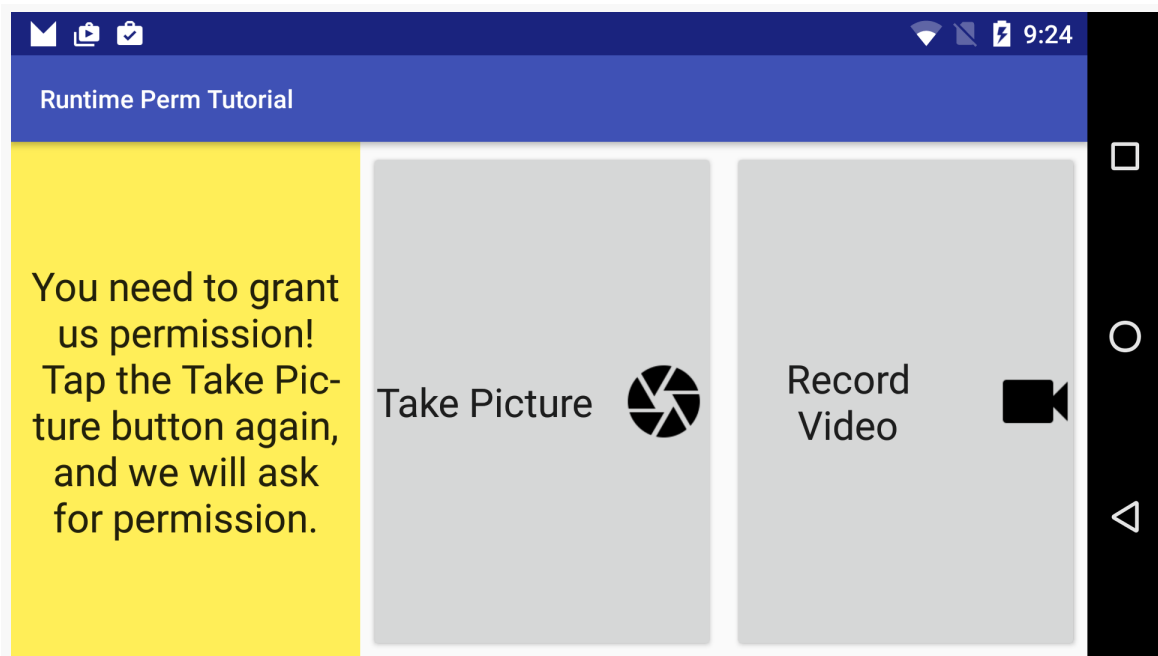 9:24
Runtime Perm Tutorial
You need to grant
us permission!
Tap the Take Pic-
ture button again,
and we will ask
for permission.
Take Picture
Record
Video